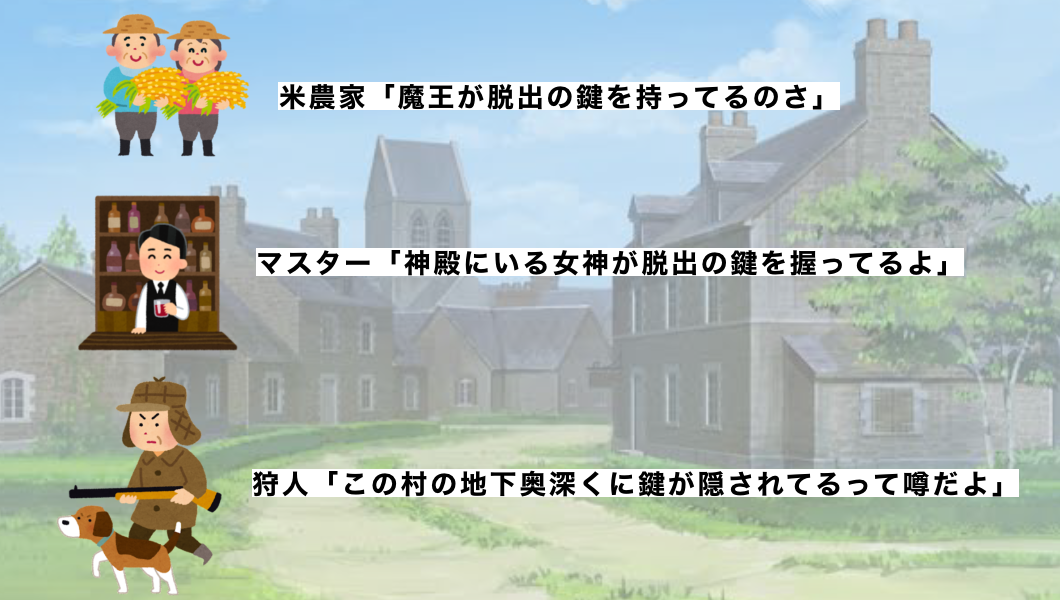 米農家「魔王が脱出の鍵を持ってるのさ」
マスター「神殿にいる女神が脱出の鍵を握ってるよ」
狩人「この村の地下奥深くに鍵が隠されてるって噂だよ」